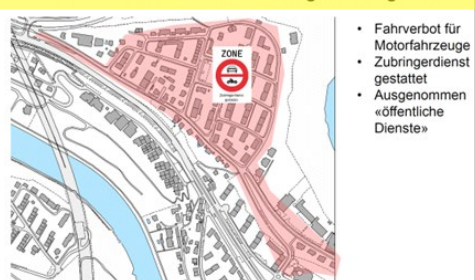 ZONE
Zubringerdienst
gestattet
• Fahrverbot für
Motorfahrzeuge
• Zubringerdienst
gestattet
• Ausgenommen
«öffentliche
Dienste»